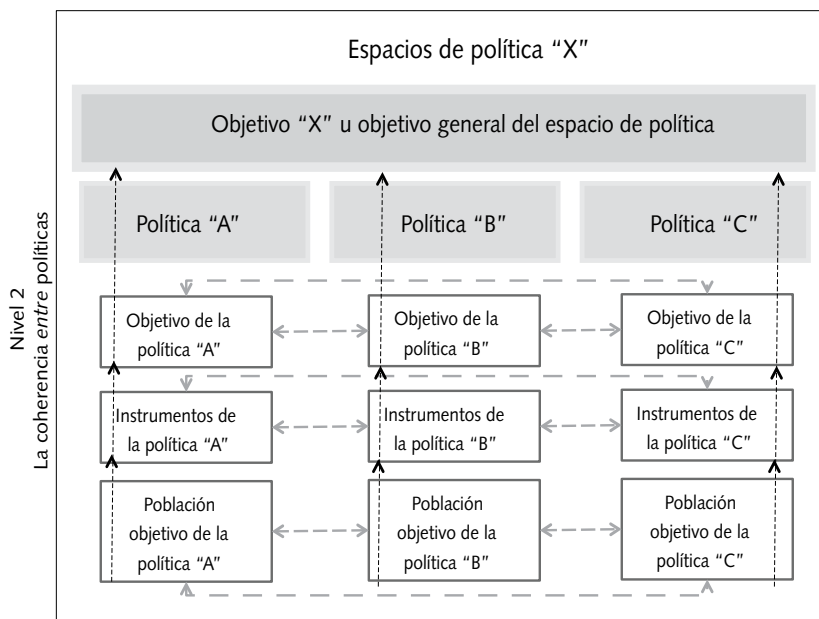 Nivel 2
La coherencia entre políticas
Espacios de política “X”
Objetivo “X” u objetivo general del espacio de política
Política “A”
Política “B”
Política “C”
Objetivo de la
política “A”
Objetivo de la
política “B”
Objetivo de la
política “C”
Instrumentos de
la política “A”
Instrumentos de
la política “B”
Instrumentos de
la política “C”
Población
objetivo de la
política “A”
Población
objetivo de la
política “B”
Población
objetivo de la
política “C”